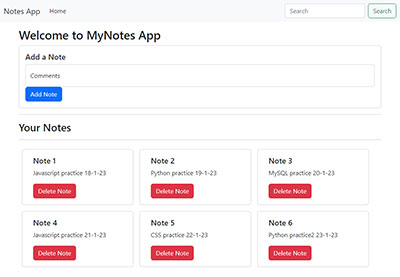 Notes App Home Search Search
Welcome to MyNotes App
Add a Note
Comments
Add Note
Your Notes
Note 1
Javascript practice 18-1-23
Delete Note
Note 2
Python practice 19-1-23
Delete Note
Note 3
MySQL practice 20-1-23
Delete Note
Note 4
Javascript practice 21-1-23
Delete Note
Note 5
CSS practice 22-1-23
Delete Note
Note 6
Python practice2 23-1-23
Delete Note